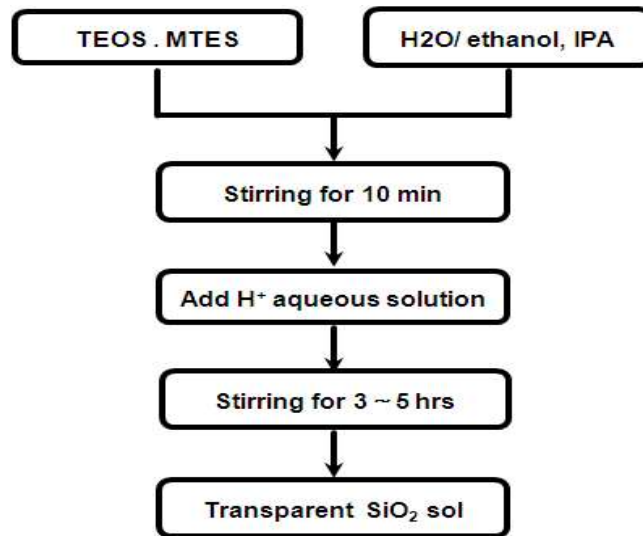 TEOS . MTES
H2O/ ethanol, IPA
Stirring for 10 min
Add H⁺ aqueous solution
Stirring for 3 ~ 5 hrs
Transparent SiO₂ sol